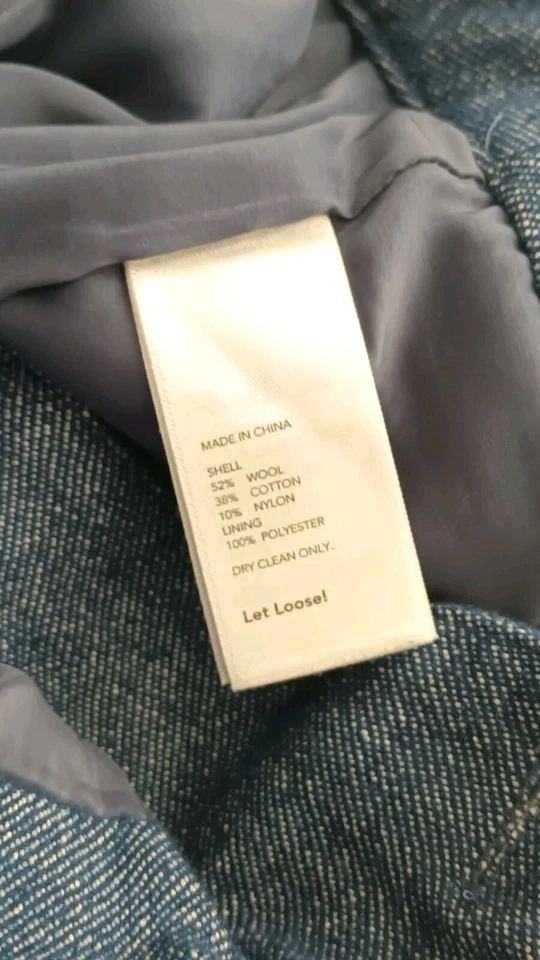 MADE IN CHINA
SHELL
52% WOOL
38% COTTON
10% NYLON
LINING
100% POLYESTER
DRY CLEAN ONLY.
Let Loose!